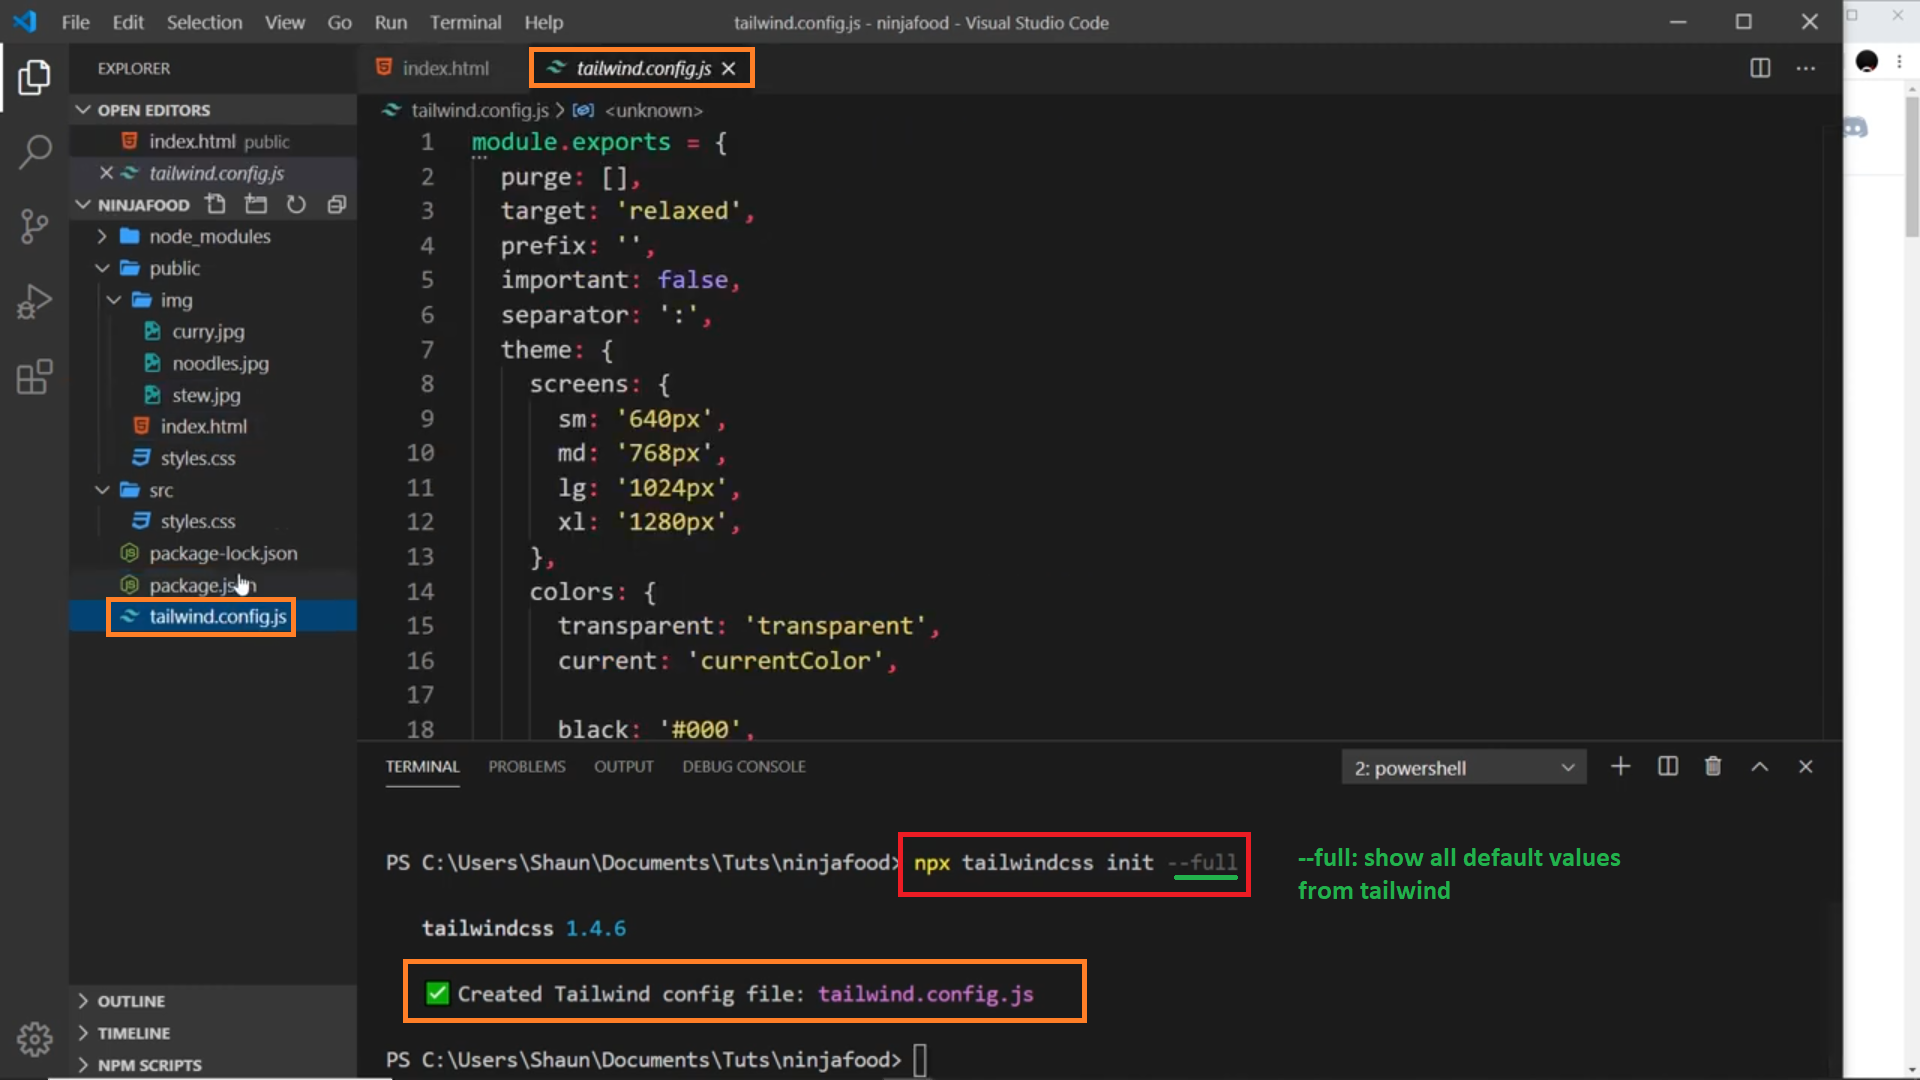 File Edit Selection View Go Run Terminal Help
tailwind.config.js - ninjafood - Visual Studio Code
EXPLORER
OPEN EDITORS
index.html public
tailwind.config.js
NINJAFOOD
node_modules
public
img
curry.jpg
noodles.jpg
stew.jpg
index.html
styles.css
src
styles.css
package-lock.json
tailwind.config.js
OUTLINE
TIMELINE
NPM SCRIPTS
index.html
tailwind.config.js
tailwind.config.js > <unknown>
1 module.exports = {
2 purge: [],
3 target: 'relaxed',
4 prefix: '',
5 important: false,
6 separator: ':',
7 theme: {
8 screens: {
9 sm: '640px',
10 md: '768px',
11 lg: '1024px',
12 xl: '1280px',
13 },
14 colors: {
15 transparent: 'transparent',
16 current: 'currentColor',
17
18 black: '#000',
TERMINAL PROBLEMS OUTPUT DEBUG CONSOLE
2: powershell
PS C:\Users\Shaun\Documents\Tuts\ninjafood> npx tailwindcss init --full
--full: show all default values
from tailwind
tailwindcss 1.4.6
✅ Created Tailwind config file: tailwind.config.js
PS C:\Users\Shaun\Documents\Tuts\ninjafood>